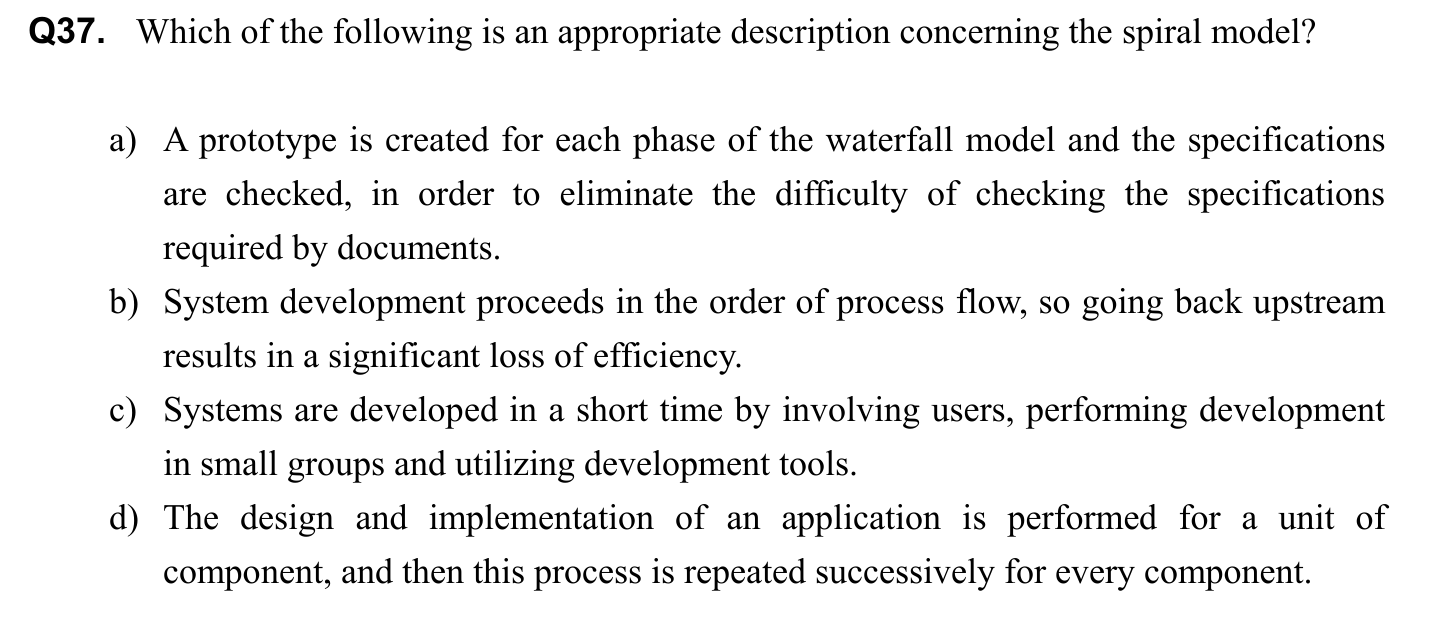 Q37. Which of the following is an appropriate description concerning the spiral model?
a) A prototype is created for each phase of the waterfall model and the specifications
are checked, in order to eliminate the difficulty of checking the specifications
required by documents.
b) System development proceeds in the order of process flow, so going back upstream
results in a significant loss of efficiency.
c) Systems are developed in a short time by involving users, performing development
in small groups and utilizing development tools.
d) The design and implementation of an application is performed for a unit of
component, and then this process is repeated successively for every component.